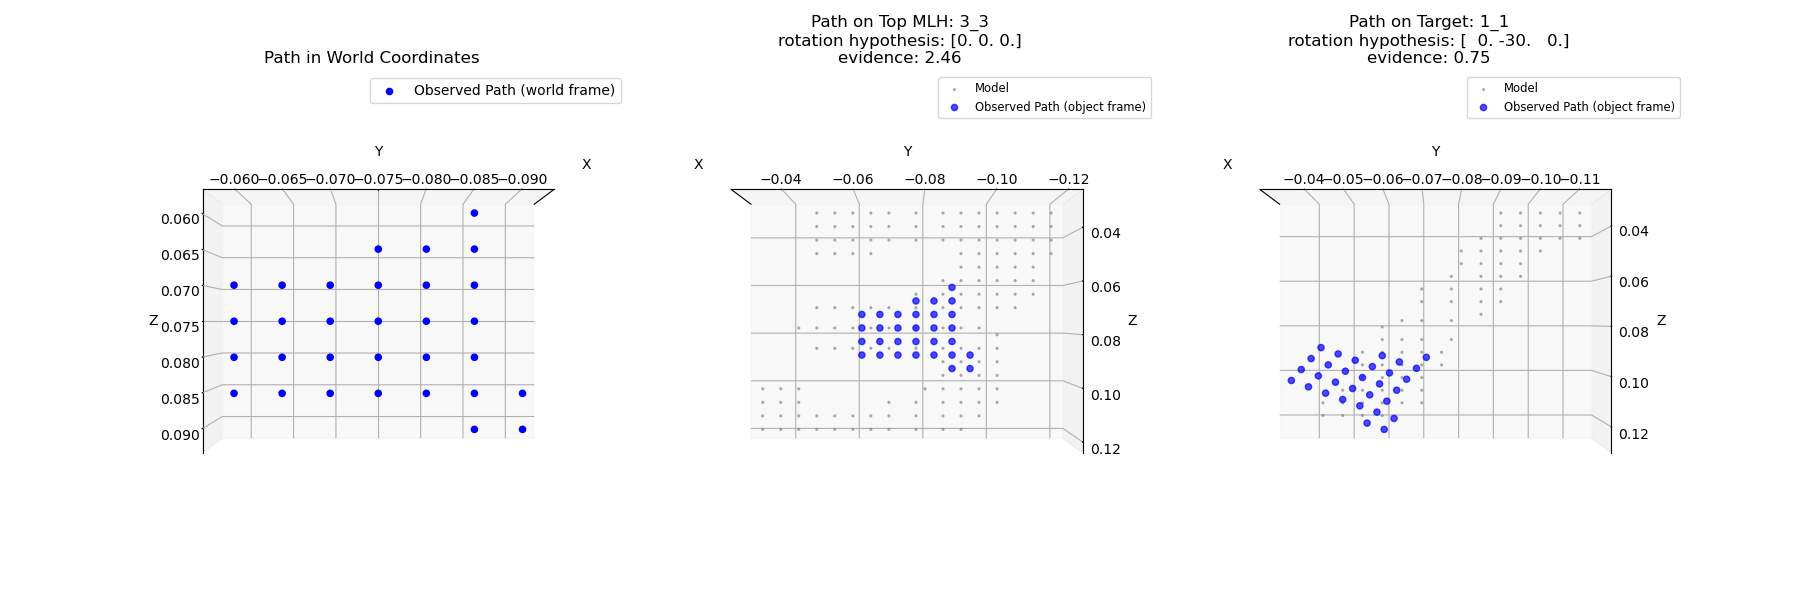 Path in World Coordinates
Observed Path (world frame)
Y
X
−0.060 −0.065 −0.070 −0.075 −0.080 −0.085 −0.090
0.060
0.065
0.070
Z
0.075
0.080
0.085
0.090
Path on Top MLH: 3_3
rotation hypothesis: [0. 0. 0.]
evidence: 2.46
Model
Observed Path (object frame)
Y
X
−0.04 −0.06 −0.08 −0.10 −0.12
0.04
0.06
Z
0.08
0.10
0.12
Path on Target: 1_1
rotation hypothesis: [  0. -30.   0.]
evidence: 0.75
Model
Observed Path (object frame)
Y
X
−0.04 −0.05 −0.06 −0.07 −0.08 −0.09 −0.10 −0.11
0.04
0.06
Z
0.08
0.10
0.12